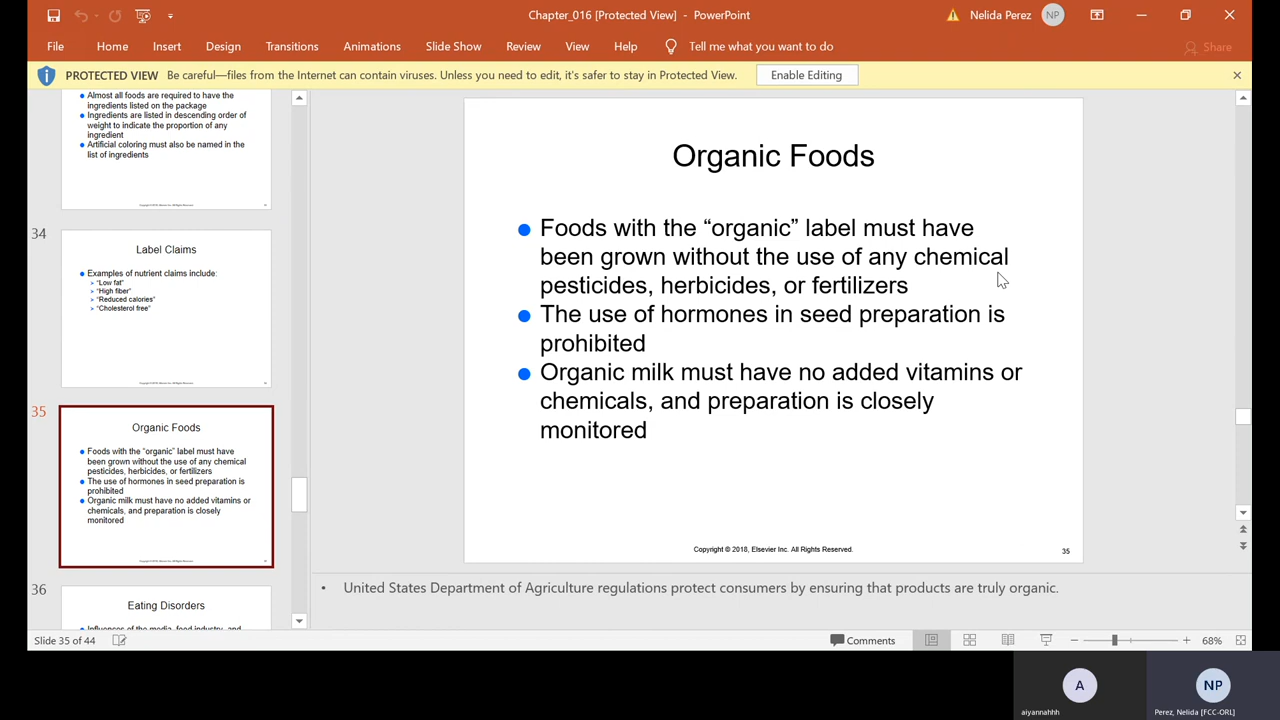 Chapter_016 [Protected View] - PowerPoint
Nelida Perez
NP
File Home Insert Design Transitions Animations Slide Show Review View Help Tell me what you want to do
Share
PROTECTED VIEW Be careful—files from the Internet can contain viruses. Unless you need to edit, it's safer to stay in Protected View.
Enable Editing
Almost all foods are required to have the
ingredients listed on the package
Ingredients are listed in descending order of
weight to indicate the proportion of any
ingredient
Artificial coloring must also be named in the
list of ingredients
34
Label Claims
Examples of nutrient claims include:
“Low fat”
“High fiber”
“Reduced calories”
“Cholesterol free”
35
Organic Foods
Foods with the “organic” label must have
been grown without the use of any chemical
pesticides, herbicides, or fertilizers
The use of hormones in seed preparation is
prohibited
Organic milk must have no added vitamins or
chemicals, and preparation is closely
monitored
36
Eating Disorders
Influences of the media, food industry, and
Organic Foods
Foods with the “organic” label must have
been grown without the use of any chemical
pesticides, herbicides, or fertilizers
The use of hormones in seed preparation is
prohibited
Organic milk must have no added vitamins or
chemicals, and preparation is closely
monitored
Copyright © 2018, Elsevier Inc. All Rights Reserved.
35
• United States Department of Agriculture regulations protect consumers by ensuring that products are truly organic.
Slide 35 of 44
Comments
68%
A
aiyannahhh
NP
Perez, Nelida [FCC-ORL]